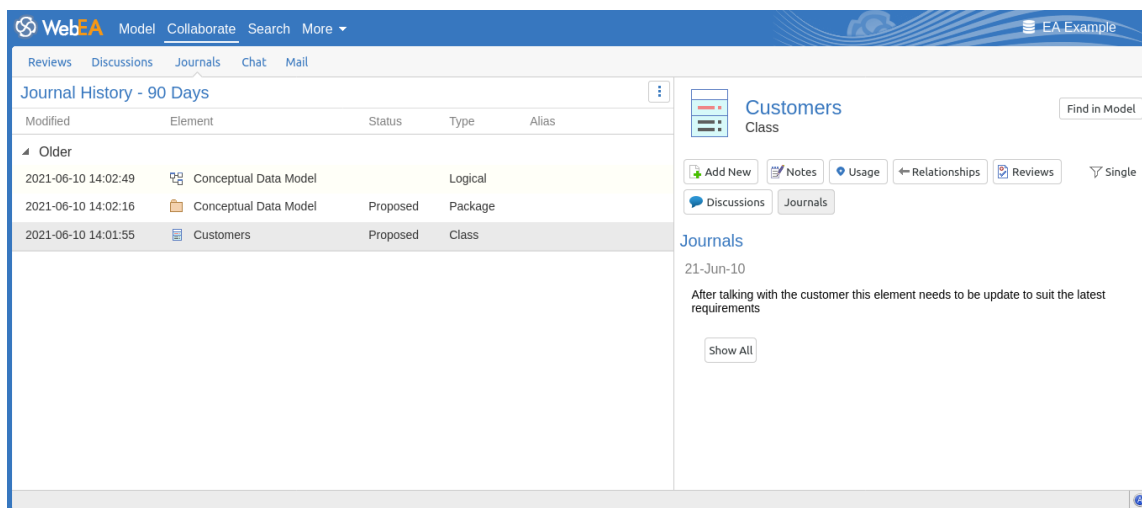 WebEA Model Collaborate Search More EA Example
Reviews Discussions Journals Chat Mail
Journal History - 90 Days
Modified Element Status Type Alias
Older
2021-06-10 14:02:49 Conceptual Data Model Logical
2021-06-10 14:02:16 Conceptual Data Model Proposed Package
2021-06-10 14:01:55 Customers Proposed Class
Customers
Class
Find in Model
Add New Notes Usage Relationships Reviews Single
Discussions Journals
Journals
21-Jun-10
After talking with the customer this element needs to be update to suit the latest
requirements
Show All